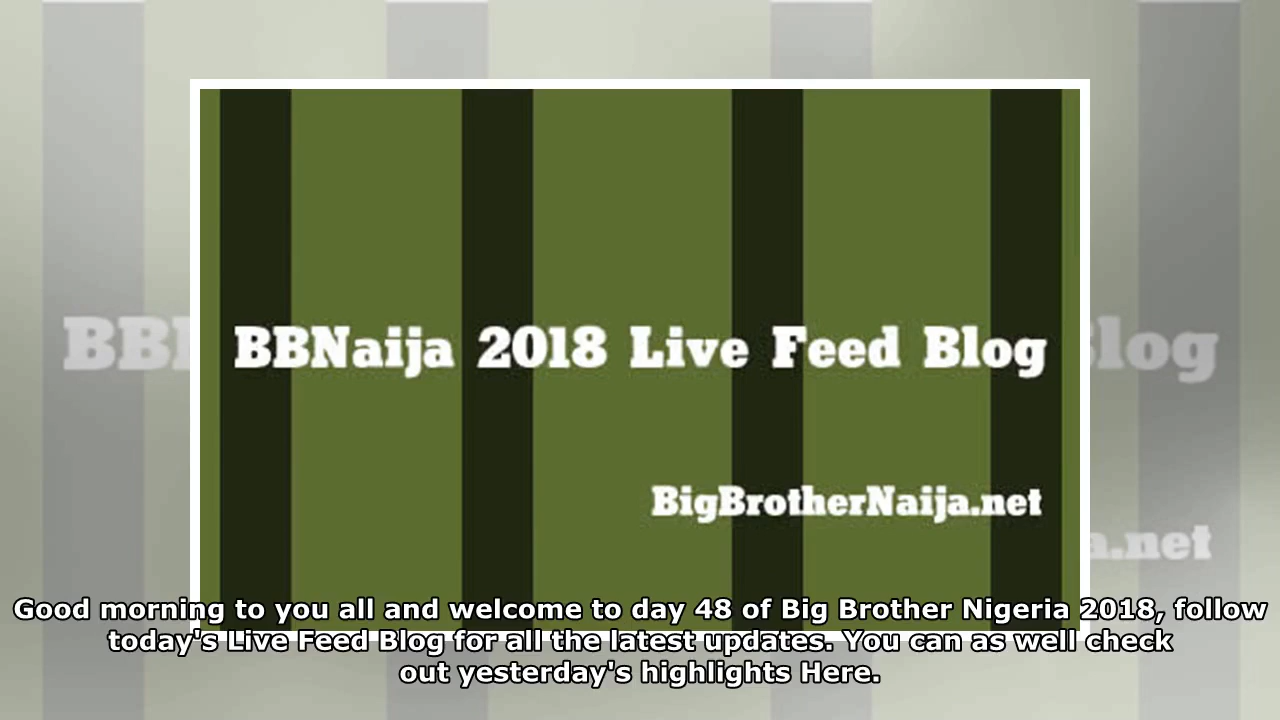 BBNaija 2018 Live Feed Blog
BigBrotherNaija.net
Good morning to you all and welcome to day 48 of Big Brother Nigeria 2018, follow
today's Live Feed Blog for all the latest updates. You can as well check
out yesterday's highlights Here.